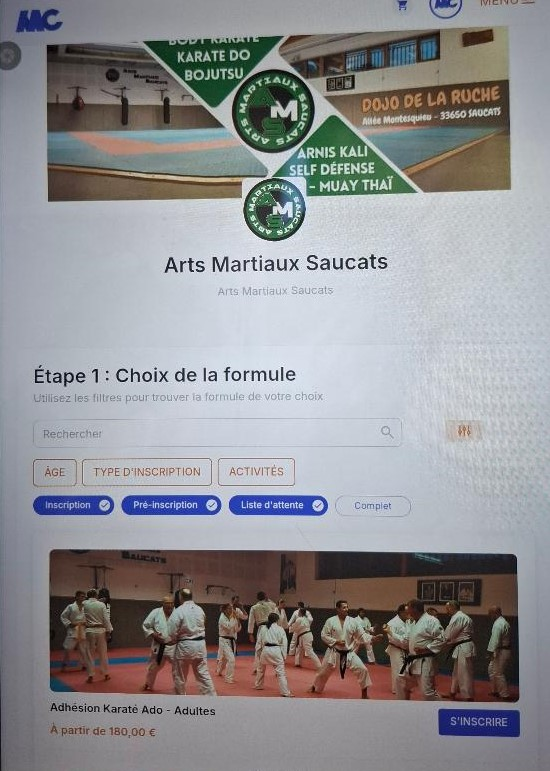 MC
MC
MENU
BODY KARATE
KARATE DO
BOJUTSU
ARTS MARTIAUX SAUCATS
AMS
DOJO DE LA RUCHE
Allée Montesquieu - 33650 SAUCATS
ARNIS KALI
SELF DÉFENSE
- MUAY THAÏ
ARTS MARTIAUX SAUCATS
AMS
Arts Martiaux Saucats
Arts Martiaux Saucats
Étape 1 : Choix de la formule
Utilisez les filtres pour trouver la formule de votre choix
Rechercher
ÂGE
TYPE D'INSCRIPTION
ACTIVITÉS
Inscription
Pré-inscription
Liste d'attente
Complet
SAUCATS
Adhésion Karaté Ado - Adultes
À partir de 180,00 €
S'INSCRIRE